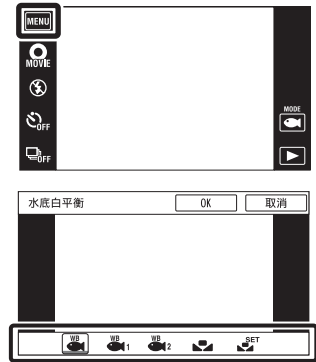 MENU
MOVIE
OFF
MODE
OFF
水底白平衡 OK 取消
WB WB 1 WB 2 SET